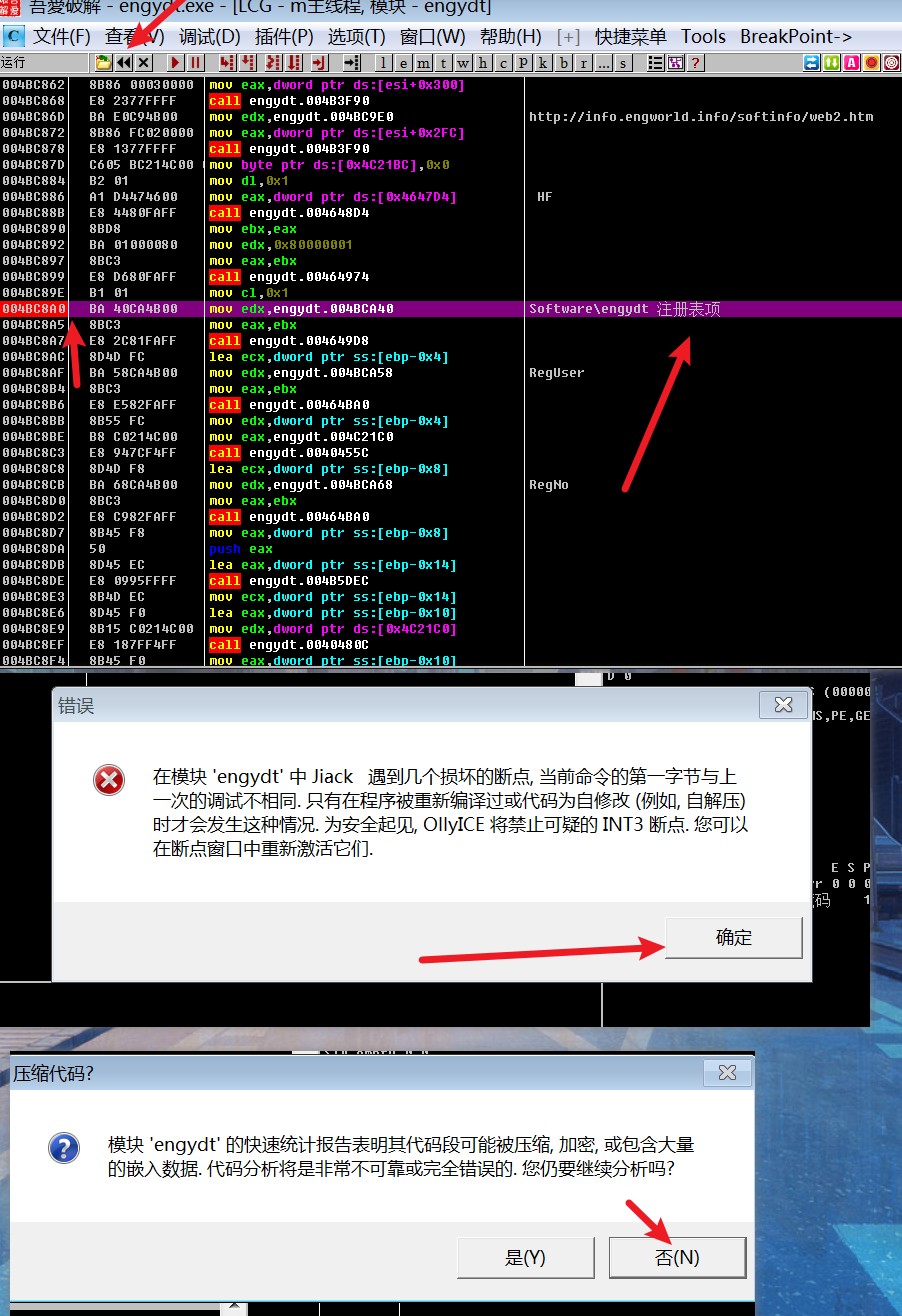 吾愛破解 - engydt.exe - [LCG - m主线程, 模块 - engydt]
C 文件(F) 查看(V) 调试(D) 插件(P) 选项(T) 窗口(W) 帮助(H) [+] 快捷菜单 Tools BreakPoint->
运行 l e m t w h c p k b r ... s ? A
004BC862 8B86 00030000 mov eax,dword ptr ds:[esi+0x300]
004BC868 E8 2377FFFF call engydt.004B3F90
004BC86D BA E0C94B00 mov edx,engydt.004BC9E0 http://info.engworld.info/softinfo/web2.htm
004BC872 8B86 FC020000 mov eax,dword ptr ds:[esi+0x2FC]
004BC878 E8 1377FFFF call engydt.004B3F90
004BC87D C605 BC214C00 mov byte ptr ds:[0x4C21BC],0x0
004BC884 B2 01 mov dl,0x1
004BC886 A1 D4474600 mov eax,dword ptr ds:[0x4647D4] HF
004BC88B E8 4480FAFF call engydt.004648D4
004BC890 8BD8 mov ebx,eax
004BC892 BA 01000080 mov edx,0x80000001
004BC897 8BC3 mov eax,ebx
004BC899 E8 D680FAFF call engydt.00464974
004BC89E B1 01 mov cl,0x1
004BC8A0 BA 40CA4B00 mov edx,engydt.004BCA40 Software\engydt 注册表项
004BC8A5 8BC3 mov eax,ebx
004BC8A7 E8 2C81FAFF call engydt.004649D8
004BC8AC 8D4D FC lea ecx,dword ptr ss:[ebp-0x4]
004BC8AF BA 58CA4B00 mov edx,engydt.004BCA58 RegUser
004BC8B4 8BC3 mov eax,ebx
004BC8B6 E8 E582FAFF call engydt.00464BA0
004BC8BB 8B55 FC mov edx,dword ptr ss:[ebp-0x4]
004BC8BE B8 C0214C00 mov eax,engydt.004C21C0
004BC8C3 E8 947CF4FF call engydt.0040455C
004BC8C8 8D4D F8 lea ecx,dword ptr ss:[ebp-0x8]
004BC8CB BA 68CA4B00 mov edx,engydt.004BCA68 RegNo
004BC8D0 8BC3 mov eax,ebx
004BC8D2 E8 C982FAFF call engydt.00464BA0
004BC8D7 8B45 F8 mov eax,dword ptr ss:[ebp-0x8]
004BC8DA 50 push eax
004BC8DB 8D45 EC lea eax,dword ptr ss:[ebp-0x14]
004BC8DE E8 0995FFFF call engydt.004B5DEC
004BC8E3 8B4D EC mov ecx,dword ptr ss:[ebp-0x14]
004BC8E6 8D45 F0 lea eax,dword ptr ss:[ebp-0x10]
004BC8E9 8B15 C0214C00 mov edx,dword ptr ds:[0x4C21C0]
004BC8EF E8 187FF4FF call engydt.0040480C
004BC8F4 8B45 F0 mov eax,dword ptr ss:[ebp-0x10]
D 0
(00000
错误
MS,PE,GE
在模块 'engydt' 中 Jiack 遇到几个损坏的断点, 当前命令的第一字节与上
一次的调试不相同. 只有在程序被重新编译过或代码为自修改 (例如, 自解压)
时才会发生这种情况. 为安全起见, OllyICE 将禁止可疑的 INT3 断点. 您可以
在断点窗口中重新激活它们.
E S P
r 0 0 0
码 1
确定
压缩代码?
模块 'engydt' 的快速统计报告表明其代码段可能被压缩, 加密, 或包含大量
的嵌入数据. 代码分析将是非常不可靠或完全错误的. 您仍要继续分析吗?
是(Y) 否(N)